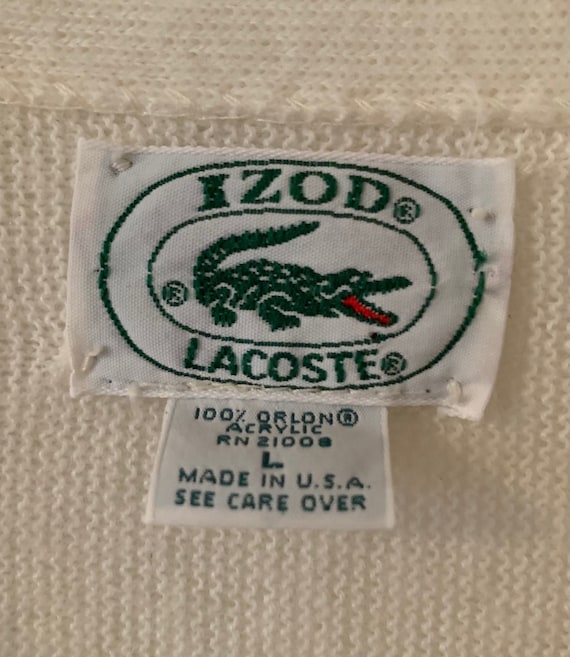 IZOD®
®
LACOSTE®
100% ORLON®
ACRYLIC
RN 21008
L
MADE IN U.S.A.
SEE CARE OVER